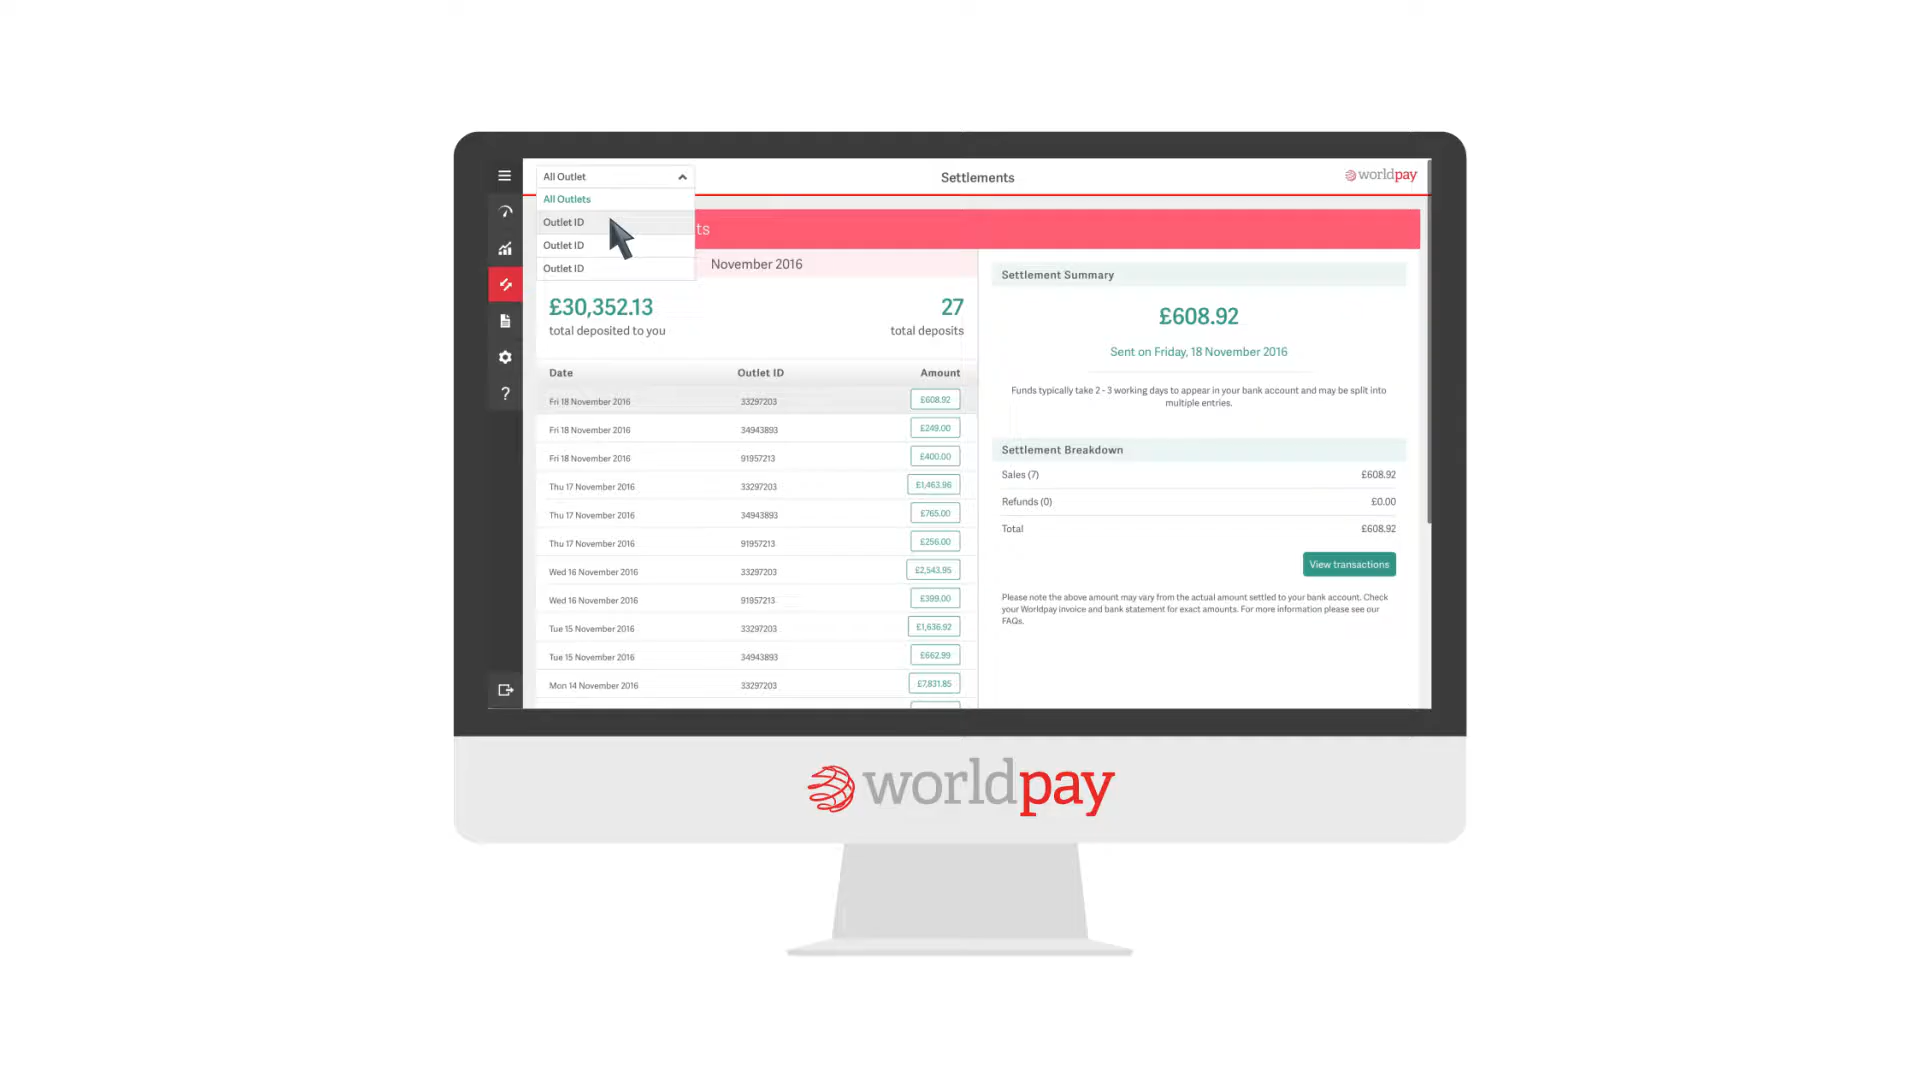 All Outlet
Settlements
worldpay
All Outlets
Outlet ID
Outlet ID
Outlet ID
ts
November 2016
£30,352.13
27
total deposited to you
total deposits
Date Outlet ID Amount
Fri 18 November 2016 33297203 £608.92
Fri 18 November 2016 34943893 £249.00
Fri 18 November 2016 91957213 £400.00
Thu 17 November 2016 33297203 £1,463.96
Thu 17 November 2016 34943893 £765.00
Thu 17 November 2016 91957213 £256.00
Wed 16 November 2016 33297203 £2,543.95
Wed 16 November 2016 91957213 £399.00
Tue 15 November 2016 33297203 £1,636.92
Tue 15 November 2016 34943893 £662.99
Mon 14 November 2016 33297203 £7,831.85
Settlement Summary
£608.92
Sent on Friday, 18 November 2016
Funds typically take 2 - 3 working days to appear in your bank account and may be split into
multiple entries.
Settlement Breakdown
Sales (7) £608.92
Refunds (0) £0.00
Total £608.92
View transactions
Please note the above amount may vary from the actual amount settled to your bank account. Check
your Worldpay invoice and bank statement for exact amounts. For more information please see our
FAQs.
worldpay